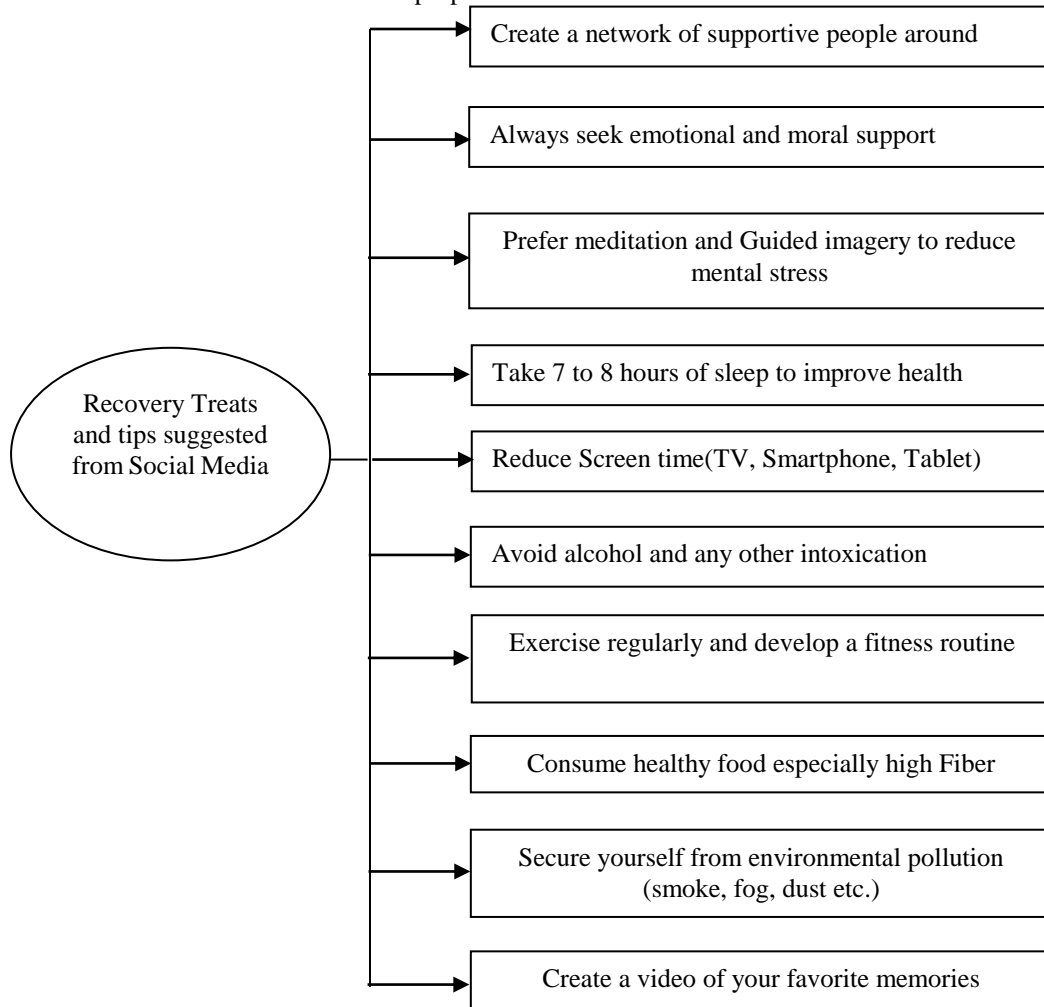 Create a network of supportive people around
Always seek emotional and moral support
Prefer meditation and Guided imagery to reduce
mental stress
Take 7 to 8 hours of sleep to improve health
Recovery Treats
and tips suggested
from Social Media
Reduce Screen time(TV, Smartphone, Tablet)
Avoid alcohol and any other intoxication
Exercise regularly and develop a fitness routine
Consume healthy food especially high Fiber
Secure yourself from environmental pollution
(smoke, fog, dust etc.)
Create a video of your favorite memories